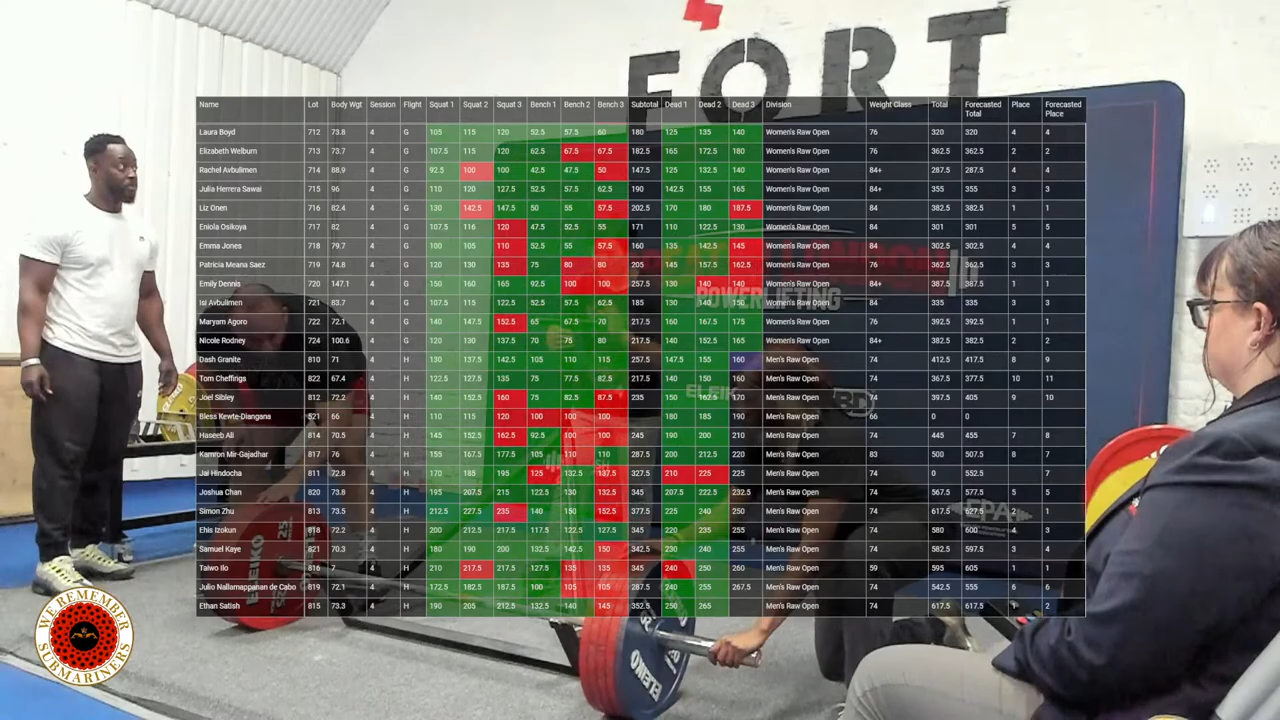 FORT
Name Lot Body Wgt Session Flight Squat 1 Squat 2 Squat 3 Bench 1 Bench 2 Bench 3 Subtotal Dead 1 Dead 2 Dead 3 Division Weight Class Total Forecasted Total Place Forecasted Place
Laura Boyd 712 73.8 4 G 105 115 120 52.5 57.5 60 180 125 135 140 Women's Raw Open 76 320 320 4 4
Elizabeth Welburn 713 73.7 4 G 107.5 115 120 62.5 67.5 67.5 182.5 165 172.5 180 Women's Raw Open 76 362.5 362.5 2 2
Rachel Avbulimen 714 88.9 4 G 92.5 100 100 42.5 47.5 50 147.5 125 132.5 140 Women's Raw Open 84+ 287.5 287.5 4 4
Julia Herrera Sawai 715 96 4 G 110 120 127.5 52.5 57.5 62.5 190 142.5 155 165 Women's Raw Open 84+ 355 355 3 3
Liz Onen 716 82.4 4 G 130 142.5 147.5 50 55 57.5 202.5 170 180 187.5 Women's Raw Open 84 382.5 382.5 1 1
Eniola Osikoya 717 82 4 G 107.5 116 120 47.5 52.5 55 171 110 122.5 130 Women's Raw Open 84 301 301 5 5
Emma Jones 718 79.7 4 G 100 105 110 52.5 55 57.5 160 135 142.5 145 Women's Raw Open 84 302.5 302.5 4 4
Patricia Meana Saez 719 74.8 4 G 120 130 135 75 80 80 205 145 157.5 162.5 Women's Raw Open 76 362.5 362.5 3 3
Emily Dennis 720 147.1 4 G 150 160 165 92.5 100 100 257.5 130 140 140 Women's Raw Open 84+ 387.5 387.5 1 1
Isi Avbulimen 721 83.7 4 G 107.5 115 122.5 52.5 57.5 62.5 185 130 140 150 Women's Raw Open 84 335 335 3 3
Maryam Agoro 722 72.1 4 G 140 147.5 152.5 65 67.5 70 217.5 160 167.5 175 Women's Raw Open 76 392.5 392.5 1 1
Nicole Rodney 724 100.6 4 G 120 130 137.5 70 75 80 217.5 140 152.5 165 Women's Raw Open 84+ 382.5 382.5 2 2
Dash Granite 810 71 4 H 130 137.5 142.5 105 110 115 257.5 147.5 155 160 Men's Raw Open 74 412.5 417.5 8 9
Tom Cheffings 822 67.4 4 H 122.5 127.5 135 75 77.5 82.5 217.5 140 150 160 Men's Raw Open 74 367.5 377.5 10 11
Joel Sibley 812 72.2 4 H 140 152.5 160 75 82.5 87.5 235 150 162.5 170 Men's Raw Open 74 397.5 405 9 10
Bless Kewte-Diangana 521 66 4 H 110 115 120 100 100 100 180 185 190 Men's Raw Open 66 0 0
Haseeb Ali 814 70.5 4 H 145 152.5 162.5 92.5 100 100 245 190 200 210 Men's Raw Open 74 445 455 7 8
Kamron Mir-Gajadhar 817 76 4 H 155 167.5 177.5 105 110 110 287.5 200 212.5 220 Men's Raw Open 83 500 507.5 8 7
Jai Hindocha 811 72.8 4 H 170 185 195 125 132.5 137.5 327.5 210 225 225 Men's Raw Open 74 0 552.5 7
Joshua Chan 820 73.8 4 H 195 207.5 215 122.5 130 132.5 345 207.5 222.5 232.5 Men's Raw Open 74 567.5 577.5 5 5
Simon Zhu 813 73.5 4 H 212.5 227.5 235 140 150 152.5 377.5 225 240 250 Men's Raw Open 74 617.5 627.5 2 1
Ehis Izokun 818 72.2 4 H 200 212.5 217.5 117.5 122.5 127.5 345 220 235 255 Men's Raw Open 74 580 600 4 3
Samuel Kaye 821 70.3 4 H 180 190 200 132.5 142.5 150 342.5 230 240 255 Men's Raw Open 74 582.5 597.5 3 4
Taiwo Ilo 816 4 H 210 217.5 217.5 127.5 135 135 345 240 250 260 Men's Raw Open 59 595 605 1 1
Julio Nallamappanan de Cabo 819 72.1 4 H 172.5 182.5 187.5 100 105 105 287.5 240 255 267.5 Men's Raw Open 74 542.5 555 6 6
Ethan Satish 815 73.3 4 H 190 205 212.5 132.5 140 145 352.5 250 265 Men's Raw Open 74 617.5 617.5 1 2
POWERLIFTING
ELEIK
EPA
ELEIKO 25
ELEIKO
WE REMEMBER SUBMARINERS